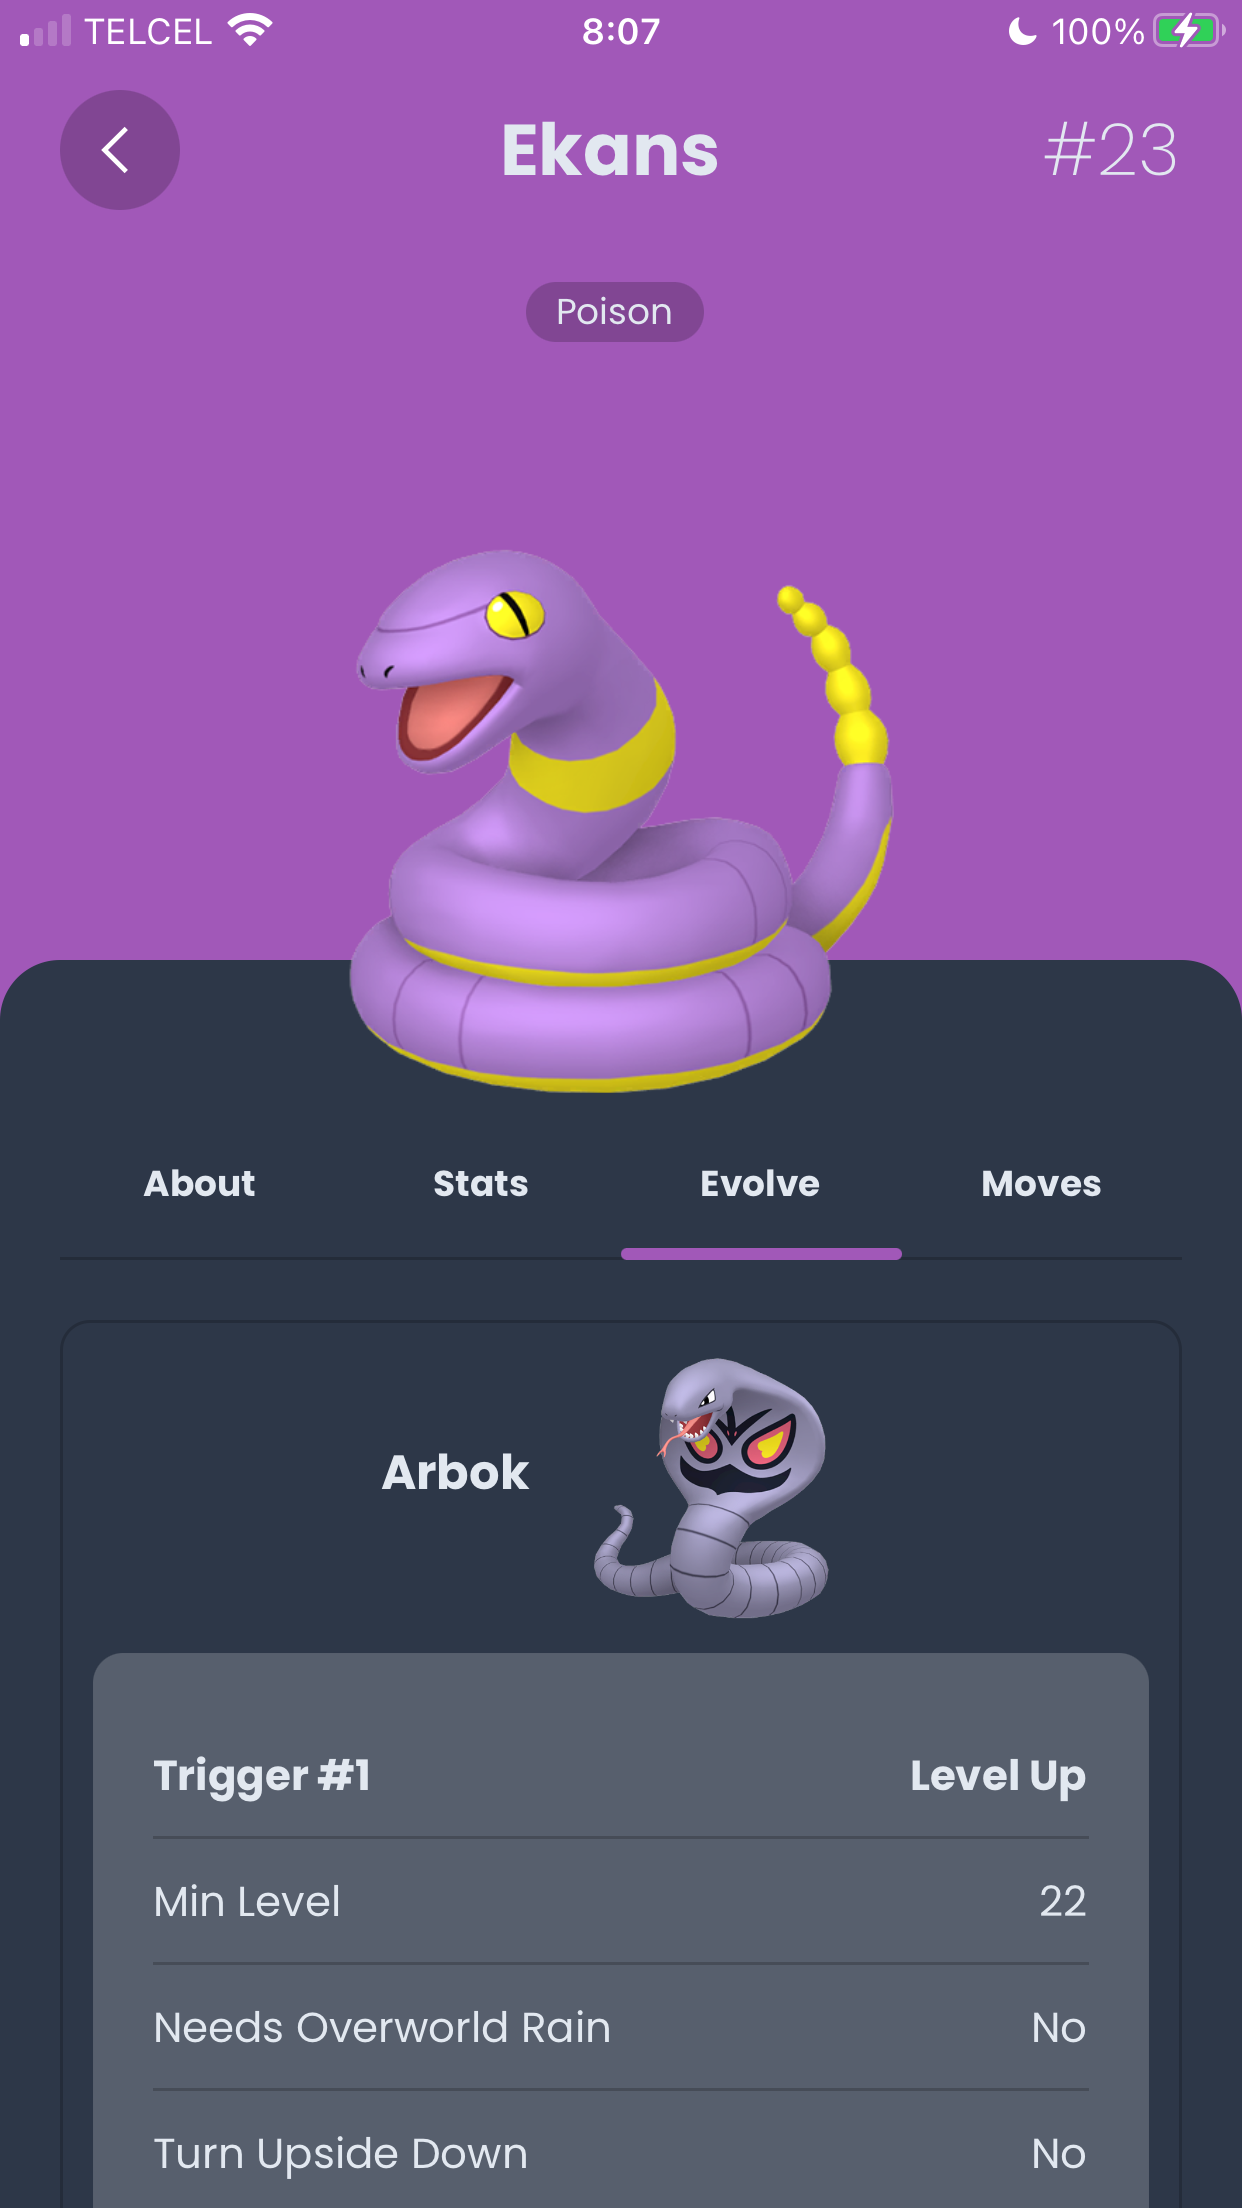 TELCEL 8:07 100%
Ekans #23
Poison
About Stats Evolve Moves
Arbok
Trigger #1 Level Up
Min Level 22
Needs Overworld Rain No
Turn Upside Down No